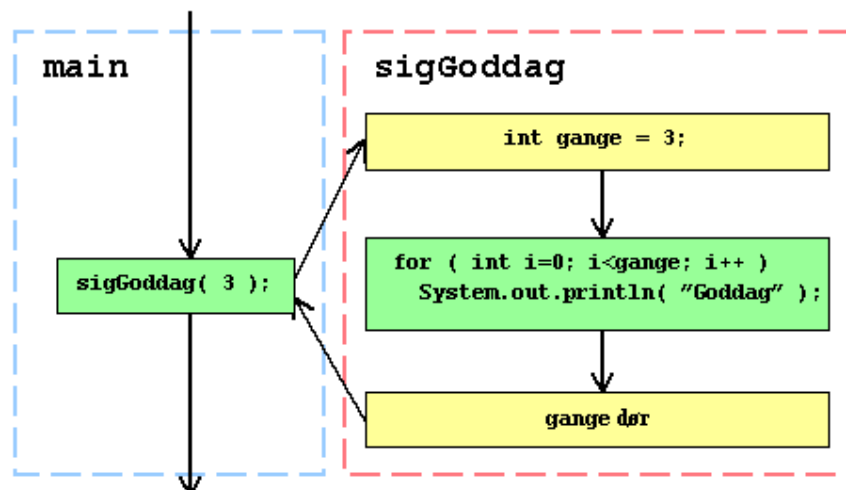 main
sigGoddag( 3 );
sigGoddag
int gange = 3;
for ( int i=0; i<gange; i++ )
System.out.println( ”Goddag” );
gange dør